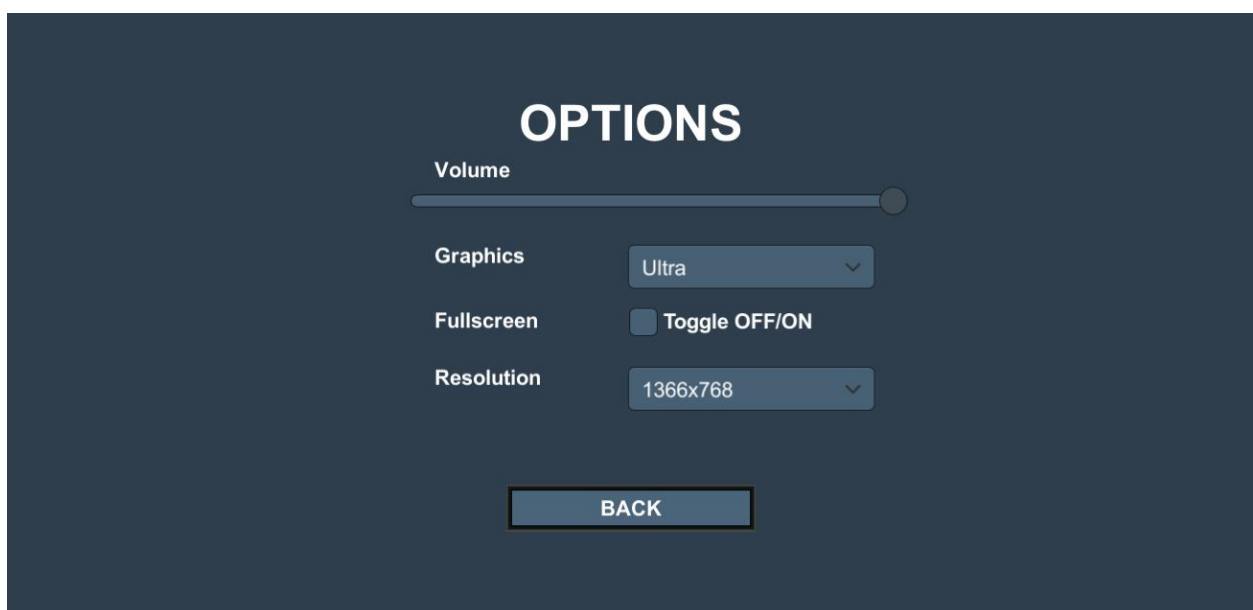 OPTIONS
Volume
Graphics
Ultra
Fullscreen
Toggle OFF/ON
Resolution
1366x768
BACK